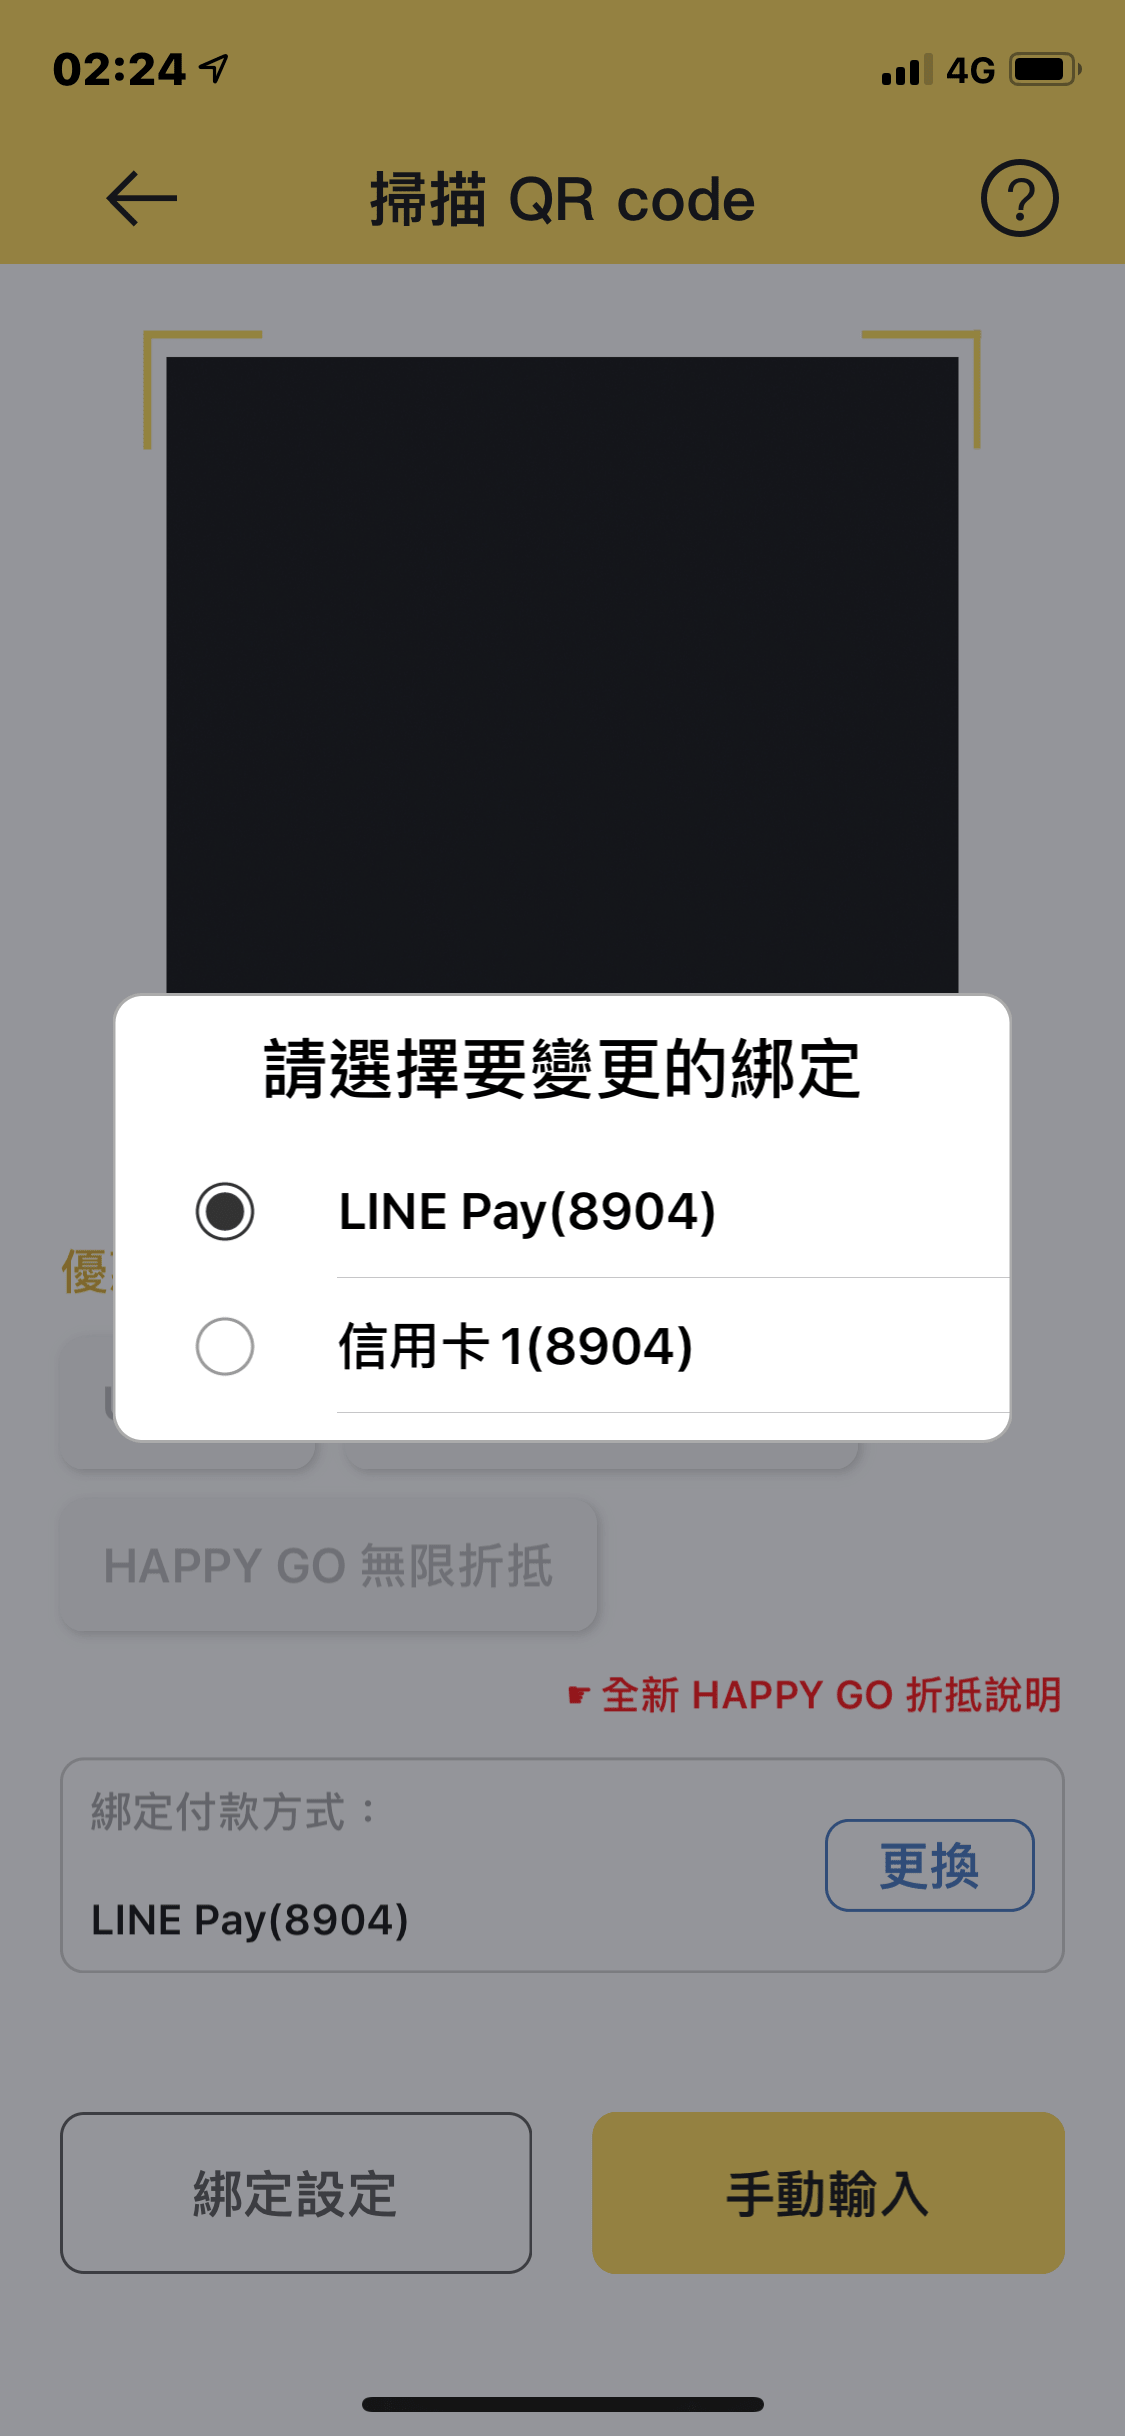 02:24
4G
掃描 QR code
?
請選擇要變更的綁定
LINE Pay(8904)
信用卡 1(8904)
優
HAPPY GO 無限折抵
☛ 全新 HAPPY GO 折抵說明
綁定付款方式：
更換
LINE Pay(8904)
綁定設定
手動輸入